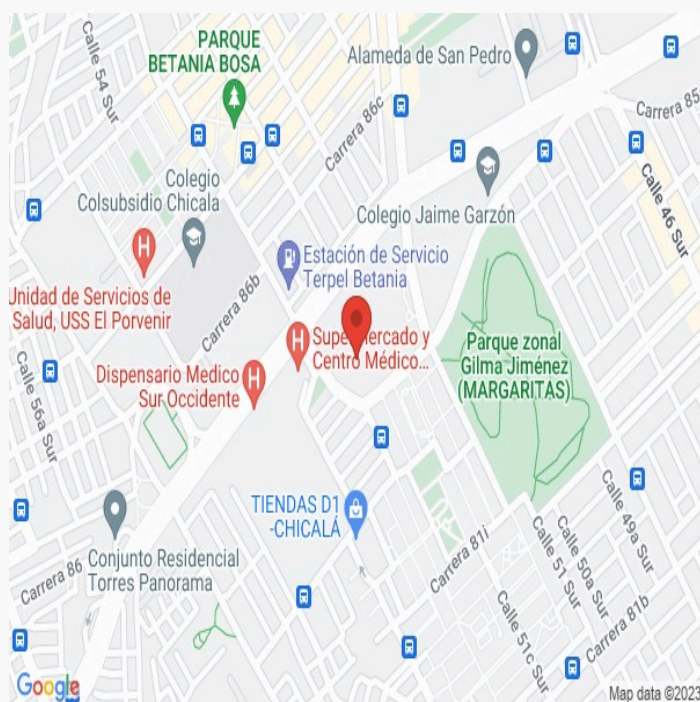 PARQUE
BETANIA BOSA
Alameda de San Pedro
Calle 54 Sur
Carrera 86c
Carrera 85
Colegio
Colsubsidio Chicala
Colegio Jaime Garzón
Calle 46 Sur
Estación de Servicio
Terpel Betania
Unidad de Servicios de
Salud, USS El Porvenir
Carrera 86b
H
H
H
Supermercado y
Centro Médico...
Parque zonal
Gilma Jiménez
(MARGARITAS)
Dispensario Medico
Sur Occidente
Calle 56a Sur
TIENDAS D1
-CHICALÁ
Calle 49a Sur
Conjunto Residencial
Torres Panorama
Carrera 86
Carrera 81i
Calle 51 Sur
Calle 50a Sur
Calle 51c Sur
Carrera 81b
Google
Map data ©2023